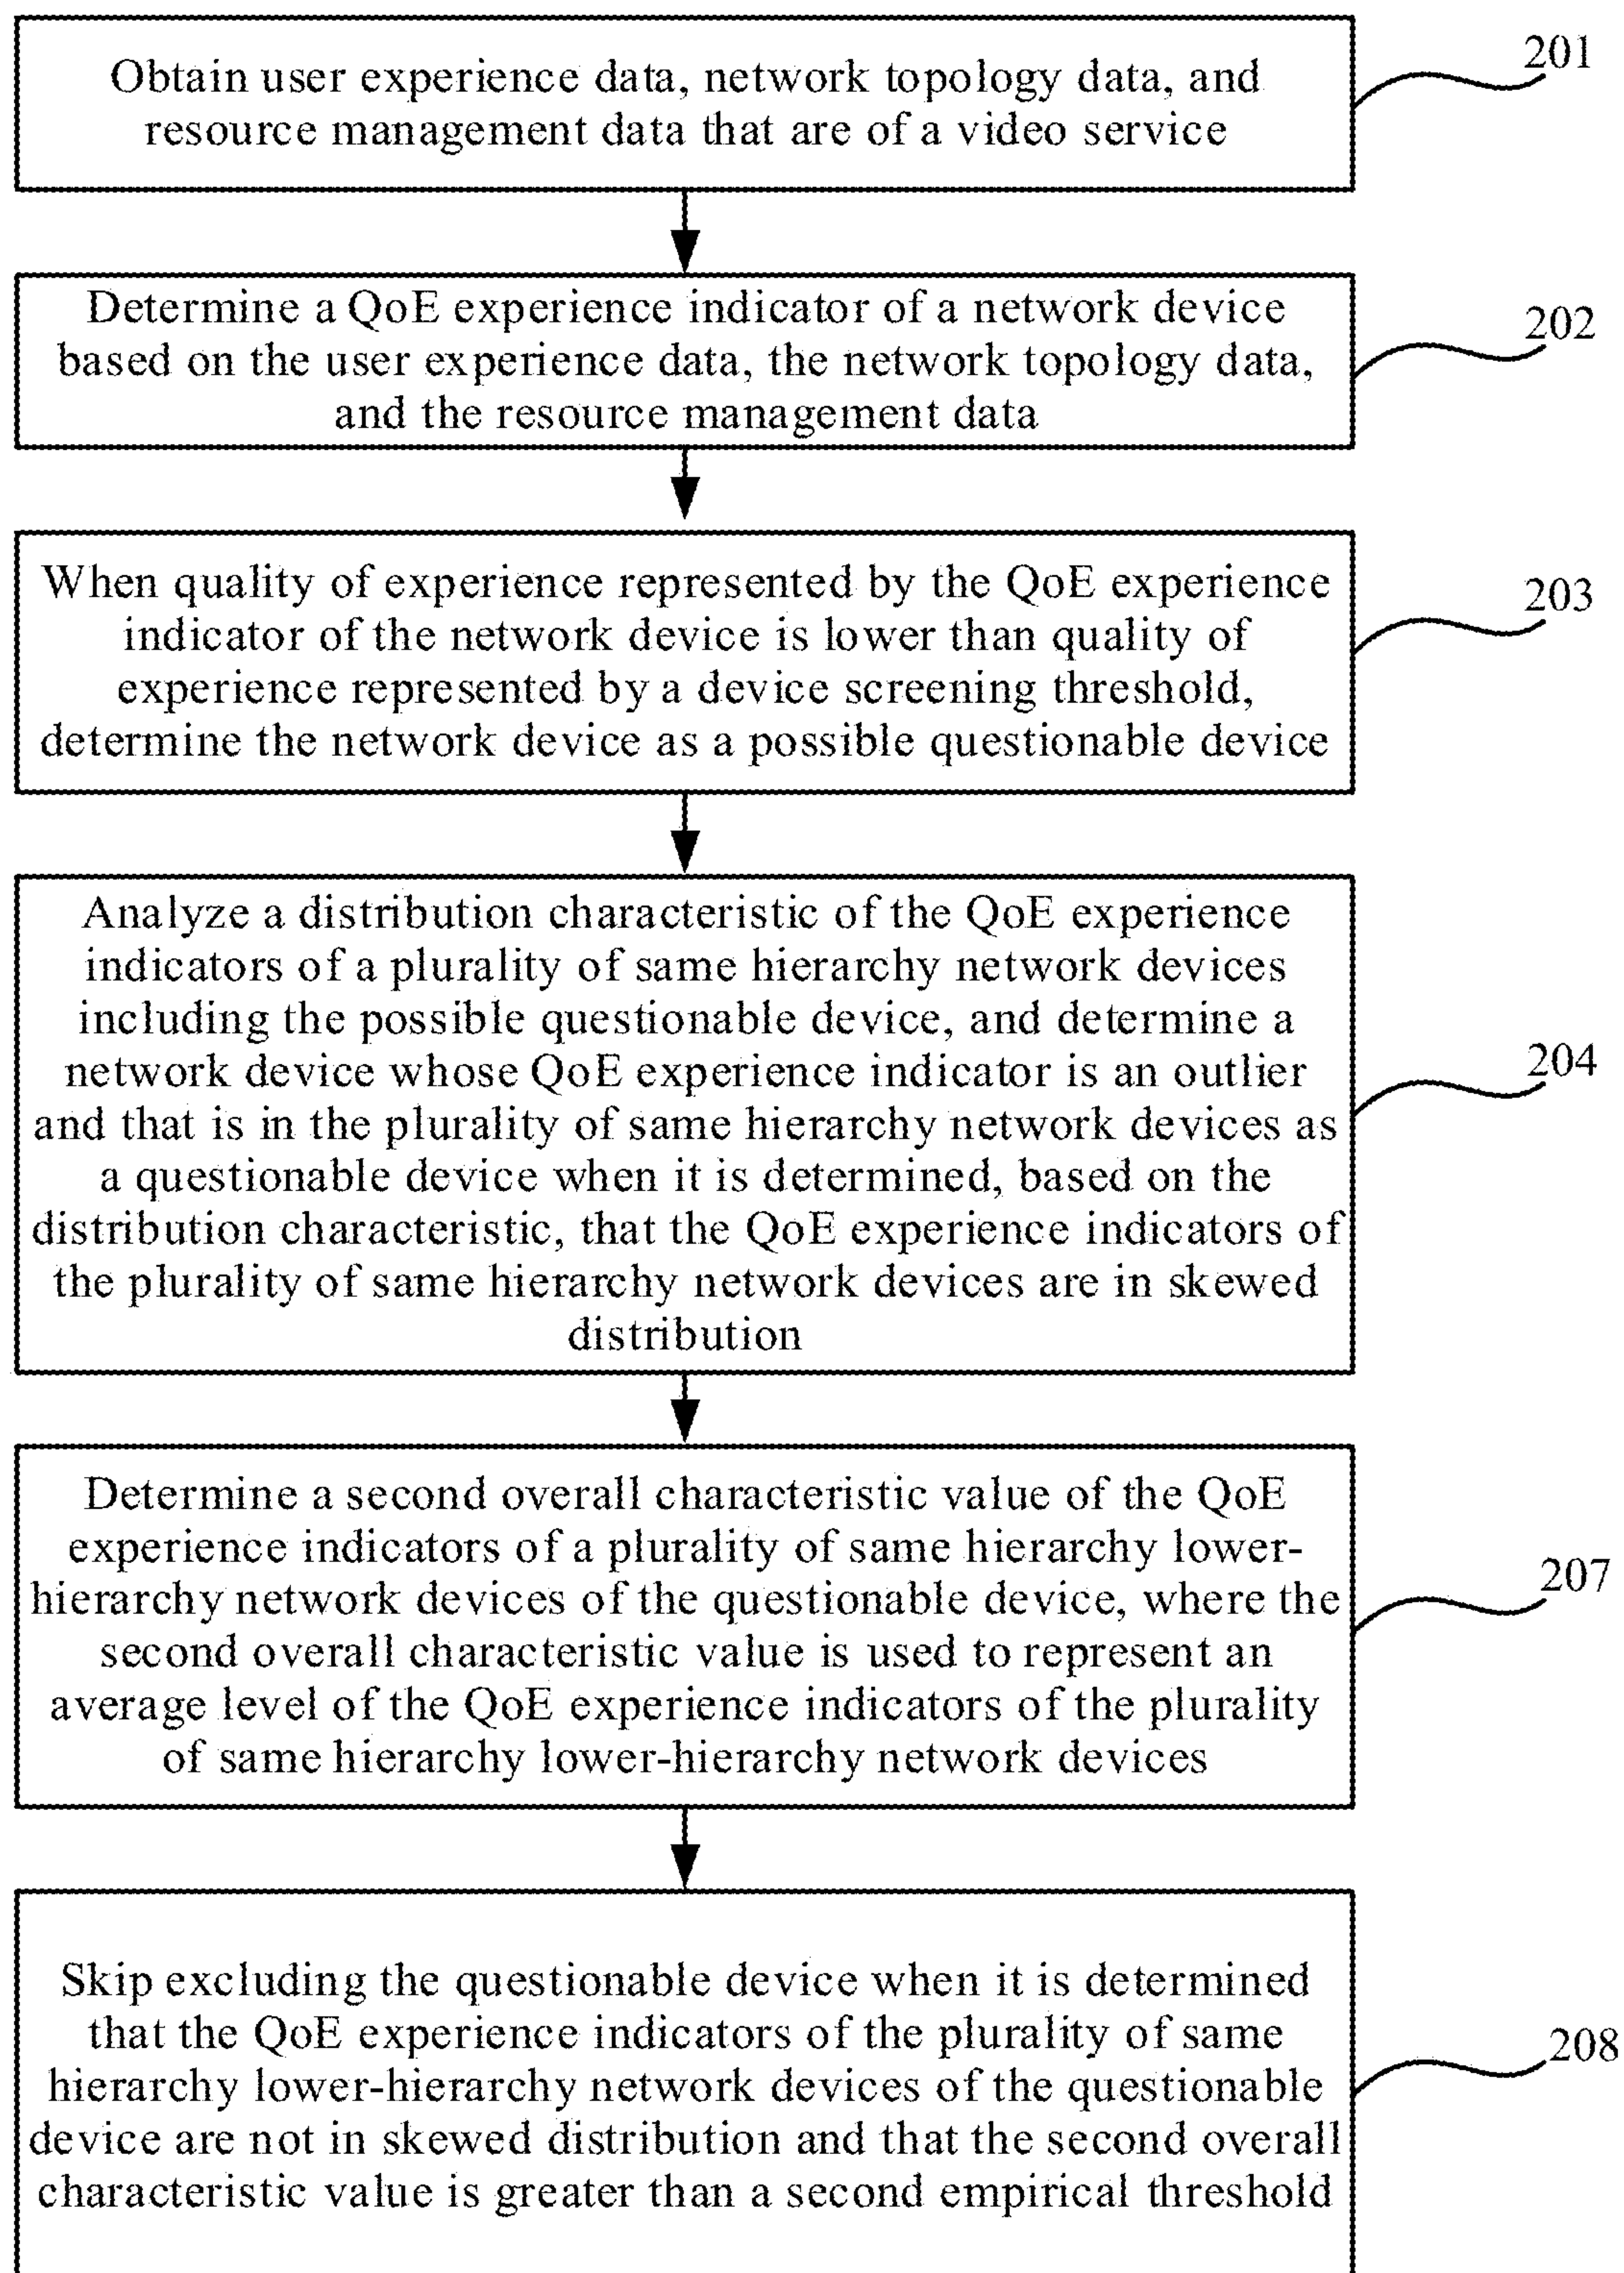 Obtain user experience data, network topology data, and
resource management data that are of a video service
201
Determine a QoE experience indicator of a network device
based on the user experience data, the network topology data,
and the resource management data
202
When quality of experience represented by the QoE experience
indicator of the network device is lower than quality of
experience represented by a device screening threshold,
determine the network device as a possible questionable device
203
Analyze a distribution characteristic of the QoE experience
indicators of a plurality of same hierarchy network devices
including the possible questionable device, and determine a
network device whose QoE experience indicator is an outlier
and that is in the plurality of same hierarchy network devices as
a questionable device when it is determined, based on the
distribution characteristic, that the QoE experience indicators of
the plurality of same hierarchy network devices are in skewed
distribution
204
Determine a second overall characteristic value of the QoE
experience indicators of a plurality of same hierarchy lower-
hierarchy network devices of the questionable device, where the
second overall characteristic value is used to represent an
average level of the QoE experience indicators of the plurality
of same hierarchy lower-hierarchy network devices
207
Skip excluding the questionable device when it is determined
that the QoE experience indicators of the plurality of same
hierarchy lower-hierarchy network devices of the questionable
device are not in skewed distribution and that the second overall
characteristic value is greater than a second empirical threshold
208